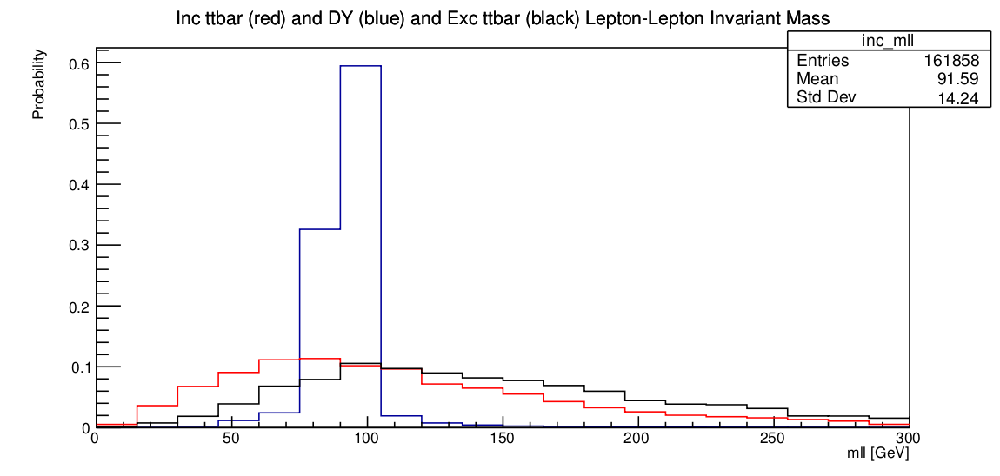 Inc ttbar (red) and DY (blue) and Exc ttbar (black) Lepton-Lepton Invariant Mass
inc_mll
Entries 161858
Mean 91.59
Std Dev 14.24
Probability
0.6
0.5
0.4
0.3
0.2
0.1
0
0 50 100 150 200 250 300
mll [GeV]